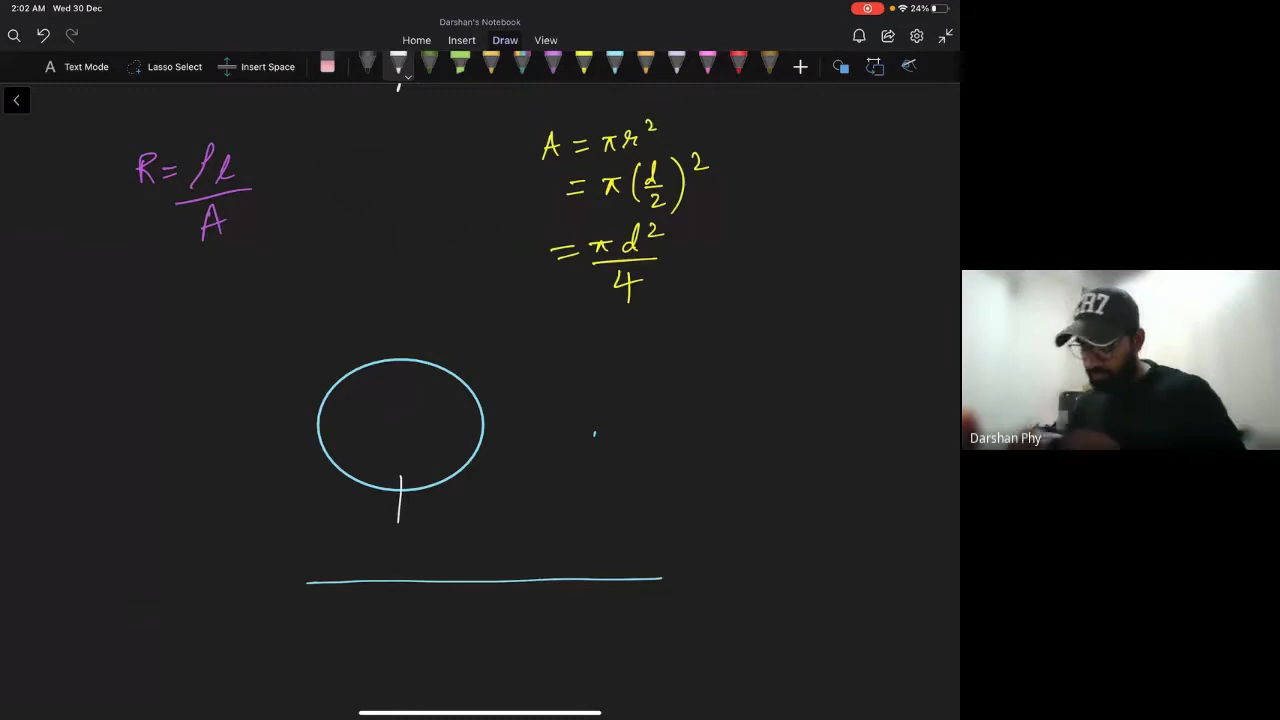 2:02 AM Wed 30 Dec
24%
Darshan's Notebook
Home Insert Draw View
A Text Mode Lasso Select Insert Space
R = ρl / A
A = πr²
= π(d/2)²
= πd² / 4
Darshan Phy